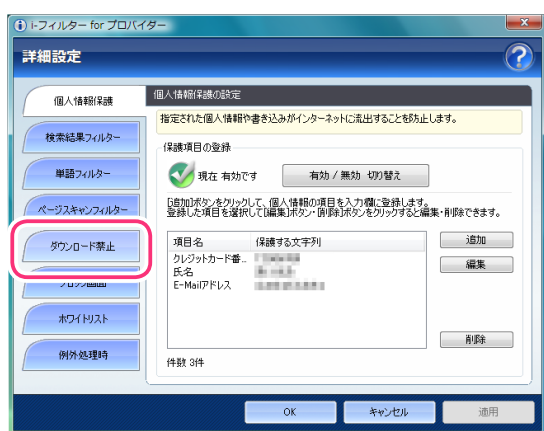 i-フィルター for プロバイダー
詳細設定
個人情報保護
検索結果フィルター
単語フィルター
ページスキャンフィルター
ダウンロード禁止
ブロック画面
ホワイトリスト
例外処理時
個人情報保護の設定
指定された個人情報や書き込みがインターネットに流出することを防止します。
保護項目の登録
現在 有効です
有効 / 無効 切り替え
[追加]ボタンをクリックして、個人情報の項目を入力欄に登録します。
登録した項目を選択して[編集]ボタン・[削除]ボタンをクリックすると編集・削除できます。
項目名 保護する文字列
クレジットカード番...
氏名
E-Mailアドレス
追加
編集
削除
件数 3件
OK キャンセル 適用